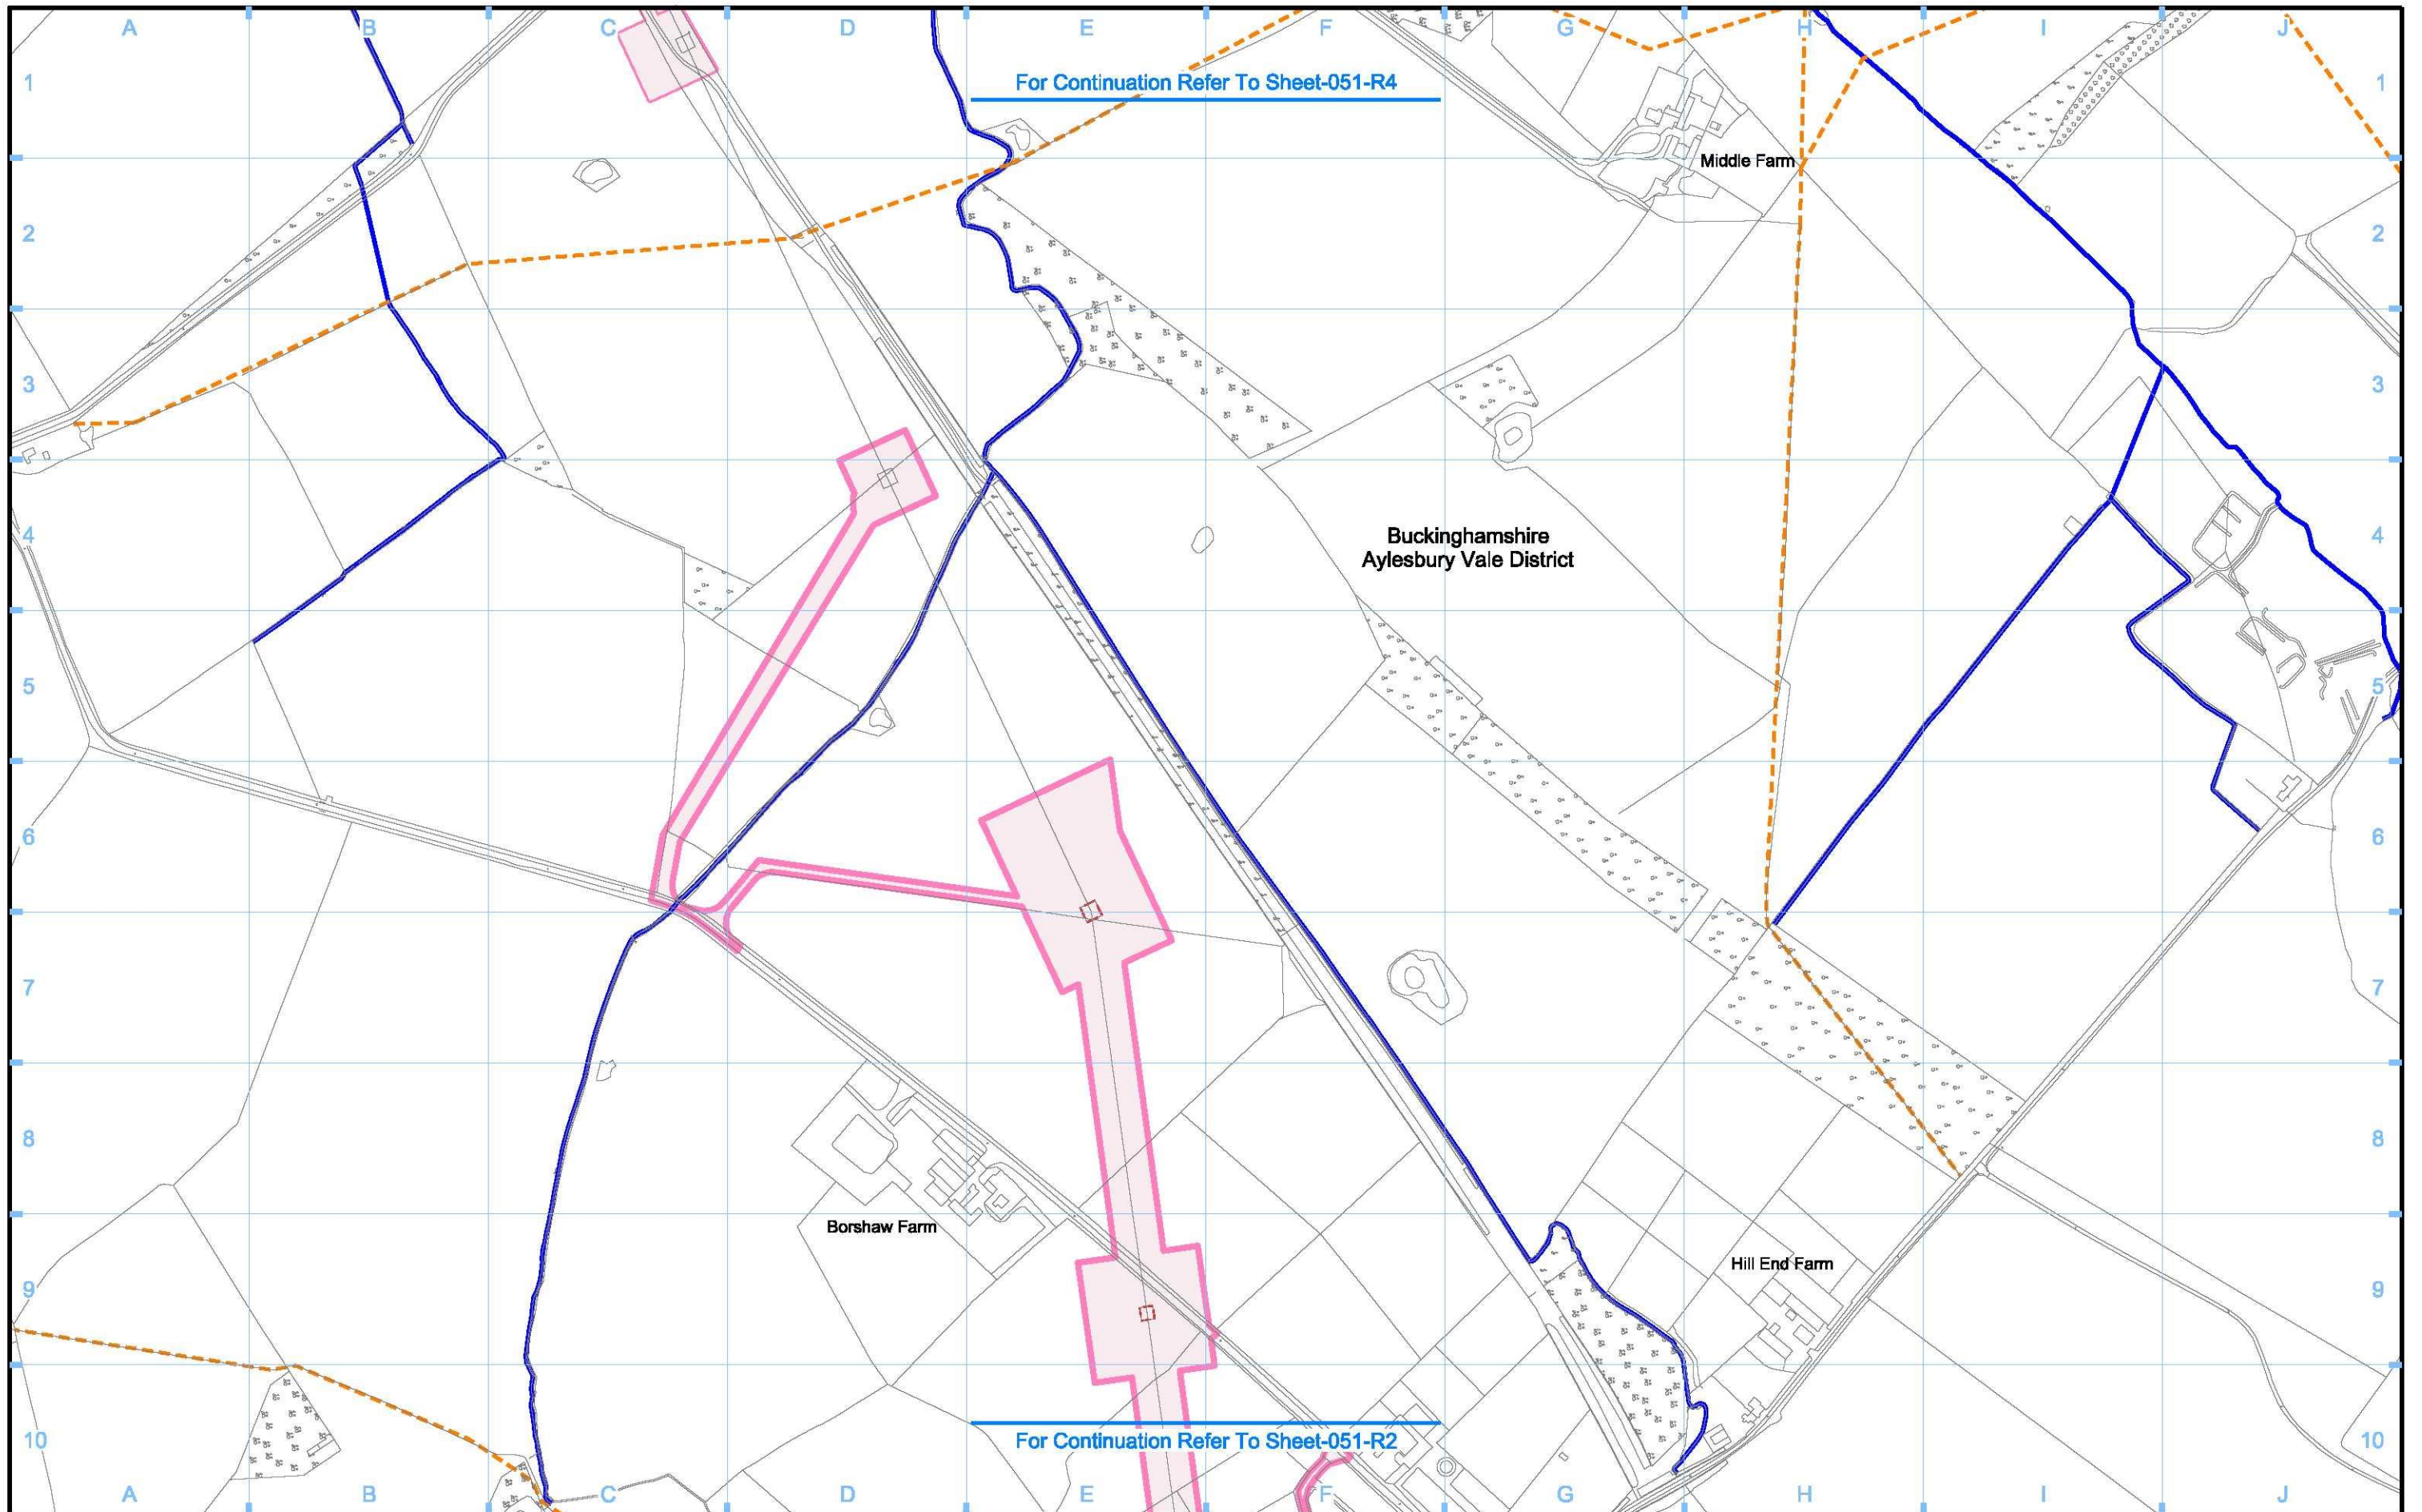 A B C D E F G H I J
For Continuation Refer To Sheet-051-R4
1 1
Middle Farm
2 2
3 3
Buckinghamshire
4 4
Aylesbury Vale District
5 5
6 6
7 7
8 8
Borshaw Farm
Hill End Farm
9 9
10 10
For Continuation Refer To Sheet-051-R2
A B C D E F G H I J